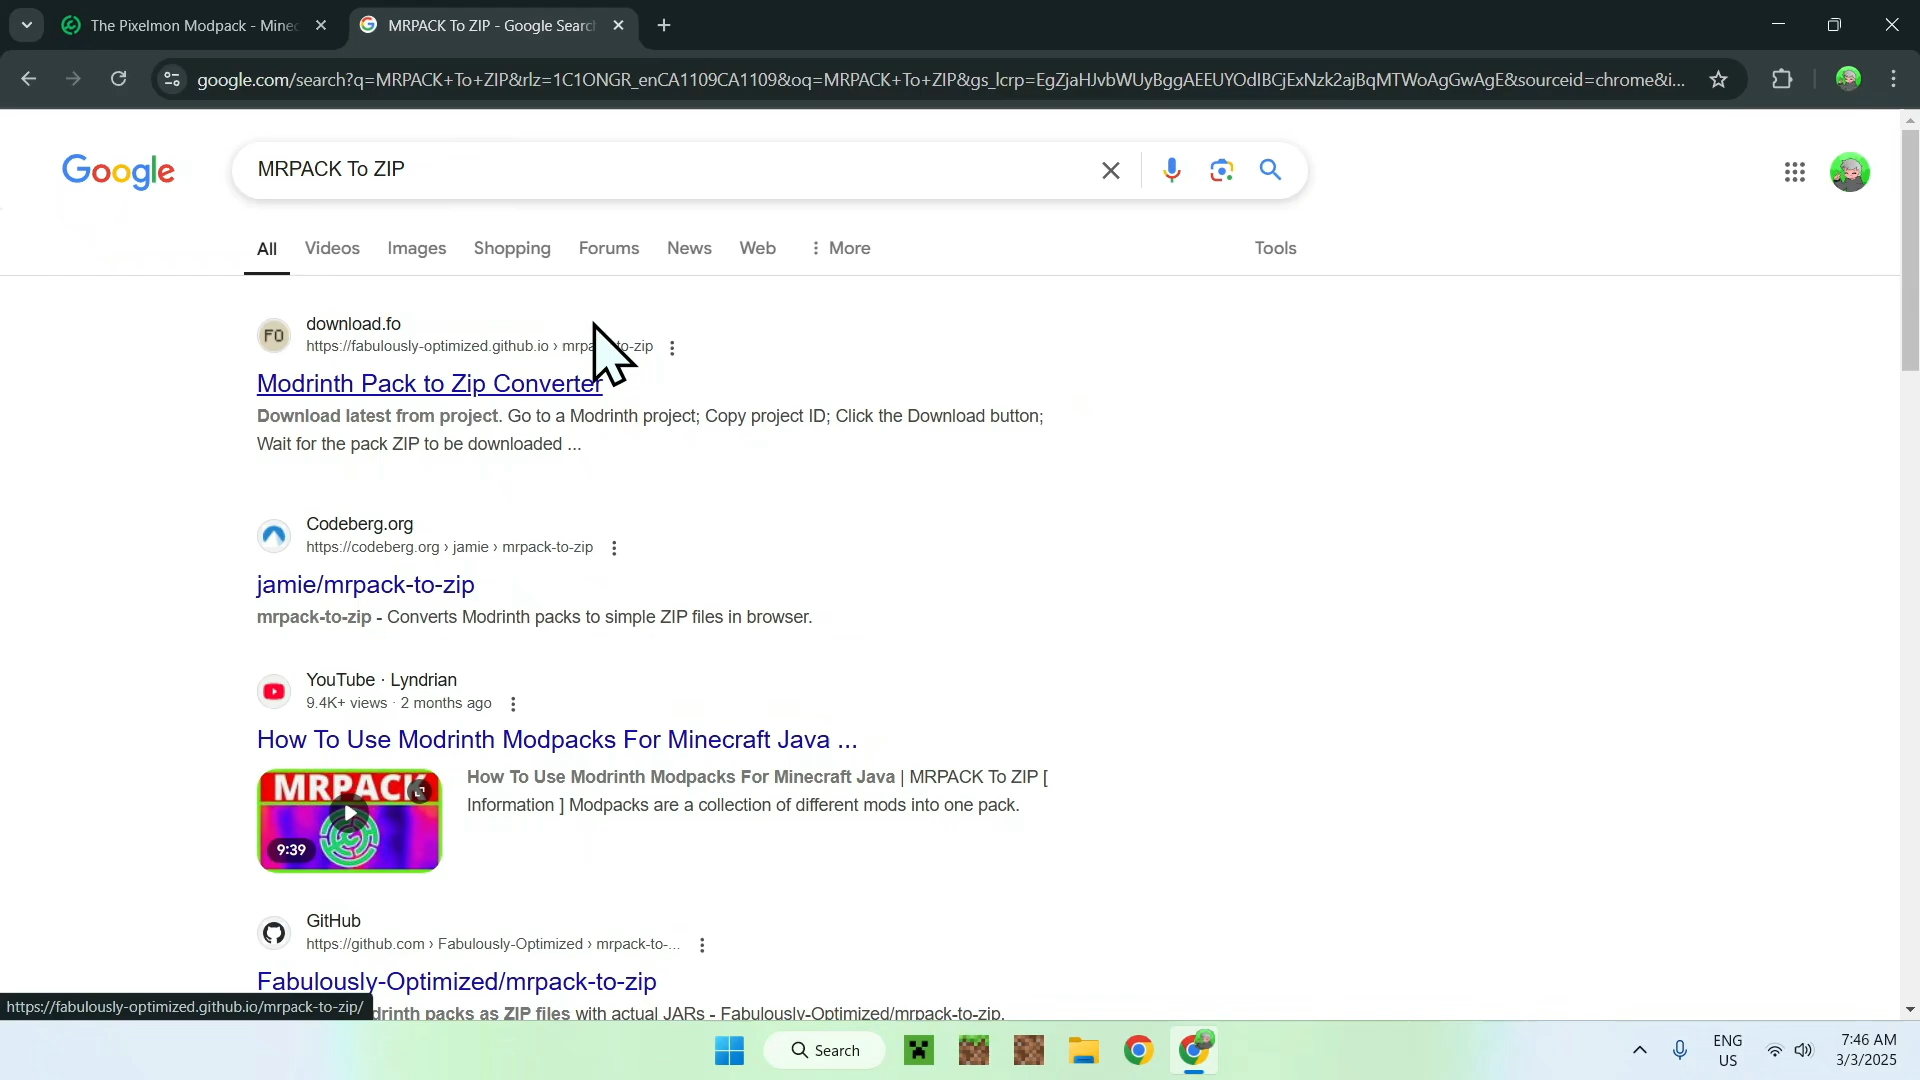 The Pixelmon Modpack - Mine
MRPACK To ZIP - Google Searc
google.com/search?q=MRPACK+To+ZIP&rlz=1C1ONGR_enCA1109CA1109&oq=MRPACK+To+ZIP&gs_lcrp=EgZjaHJvbWUyBggAEEUYOdIBCjExNzk2ajBqMTWoAgGwAgE&sourceid=chrome&i...
Google
MRPACK To ZIP
All
Videos
Images
Shopping
Forums
News
Web
More
Tools
FO
download.fo
https://fabulously-optimized.github.io › mrpa o-zip
Modrinth Pack to Zip Converter
Download latest from project. Go to a Modrinth project; Copy project ID; Click the Download button;
Wait for the pack ZIP to be downloaded ...
Codeberg.org
https://codeberg.org › jamie › mrpack-to-zip
jamie/mrpack-to-zip
mrpack-to-zip - Converts Modrinth packs to simple ZIP files in browser.
YouTube · Lyndrian
9.4K+ views · 2 months ago
How To Use Modrinth Modpacks For Minecraft Java ...
MRPACK
9:39
How To Use Modrinth Modpacks For Minecraft Java | MRPACK To ZIP [
Information ] Modpacks are a collection of different mods into one pack.
GitHub
https://github.com › Fabulously-Optimized › mrpack-to-...
Fabulously-Optimized/mrpack-to-zip
drinth packs as ZIP files with actual JARs - Fabulously-Optimized/mrpack-to-zip.
https://fabulously-optimized.github.io/mrpack-to-zip/
Search
ENG
US
7:46 AM
3/3/2025